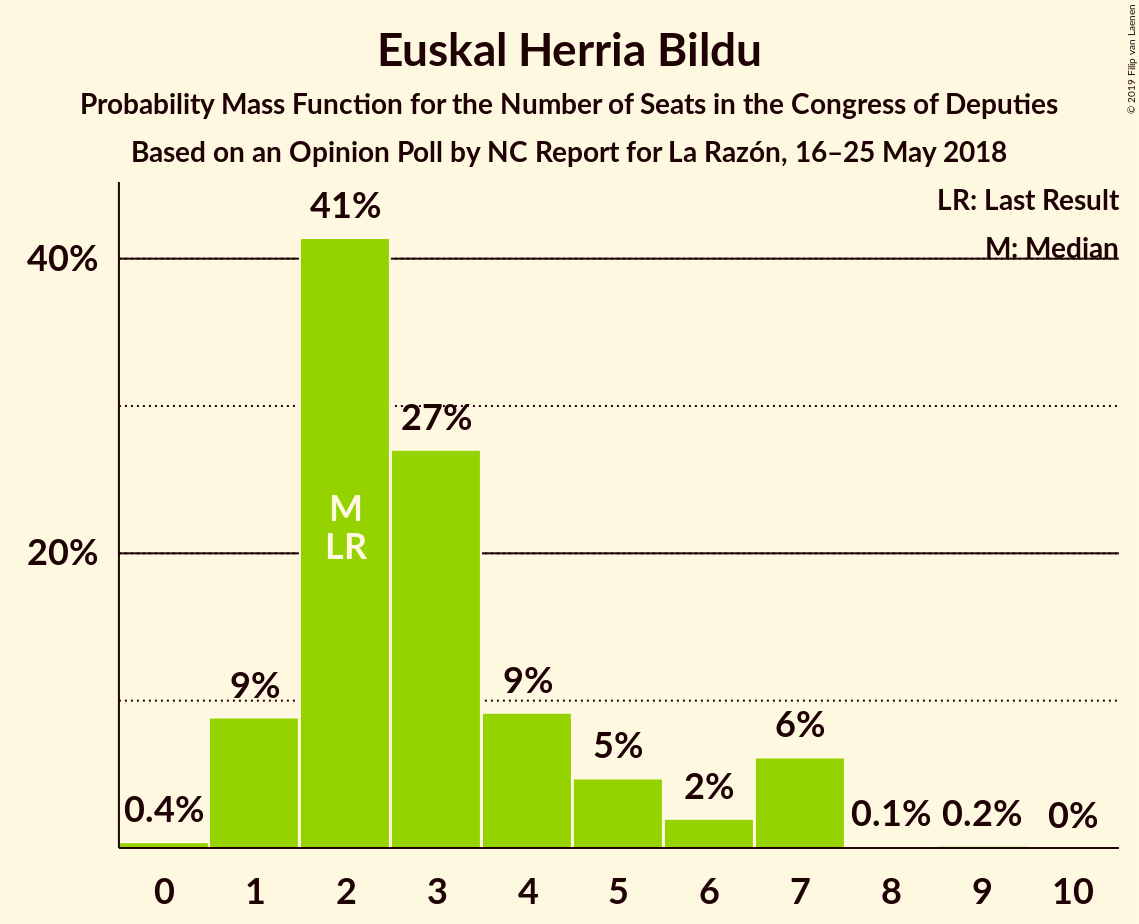 Euskal Herria Bildu
Probability Mass Function for the Number of Seats in the Congress of Deputies
Based on an Opinion Poll by NC Report for La Razón, 16–25 May 2018
© 2019 Filip van Laenen
LR: Last Result
M: Median
40%
20%
0.4%
9%
41%
27%
9%
5%
2%
6%
0.1%
0.2%
0%
M
LR
0 1 2 3 4 5 6 7 8 9 10